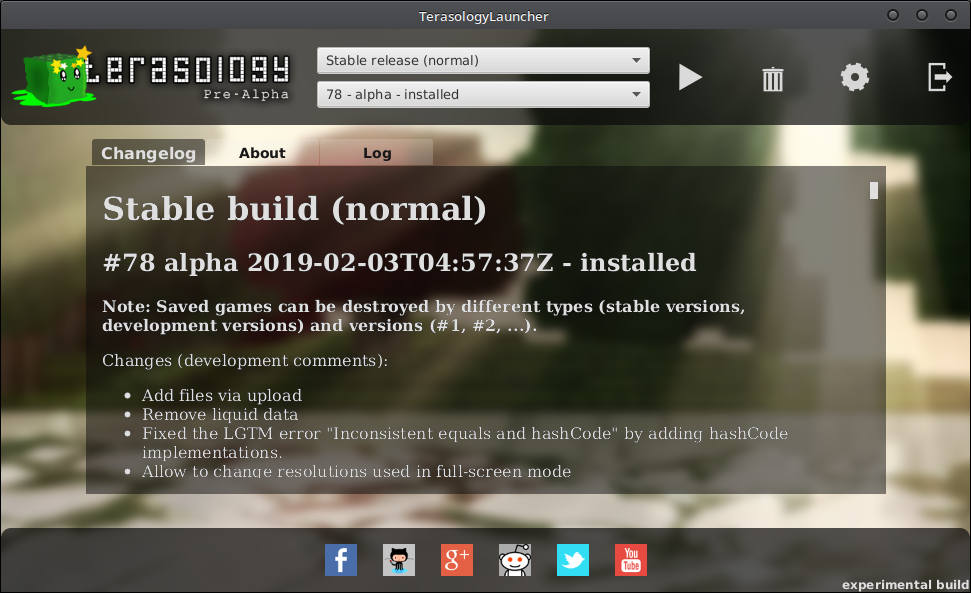 TerasologyLauncher
terasology
Pre-Alpha
Stable release (normal)
78 - alpha - installed
Changelog
About
Log
Stable build (normal)
#78 alpha 2019-02-03T04:57:37Z - installed
Note: Saved games can be destroyed by different types (stable versions,
development versions) and versions (#1, #2, ...).
Changes (development comments):
• Add files via upload
• Remove liquid data
• Fixed the LGTM error "Inconsistent equals and hashCode" by adding hashCode
implementations.
• Allow to change resolutions used in full-screen mode
f
g+
You
Tube
experimental build